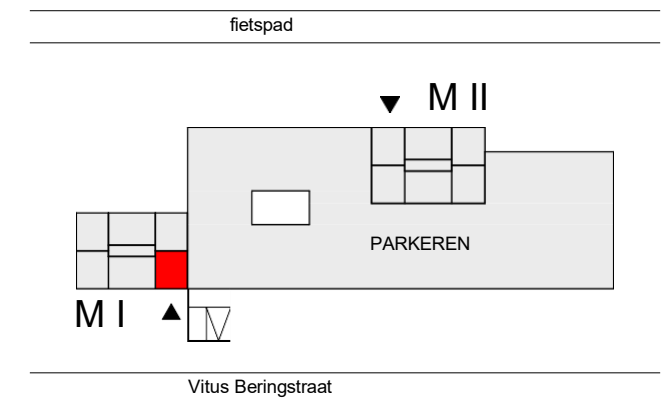 fietspad
M II
PARKEREN
M I
Vitus Beringstraat